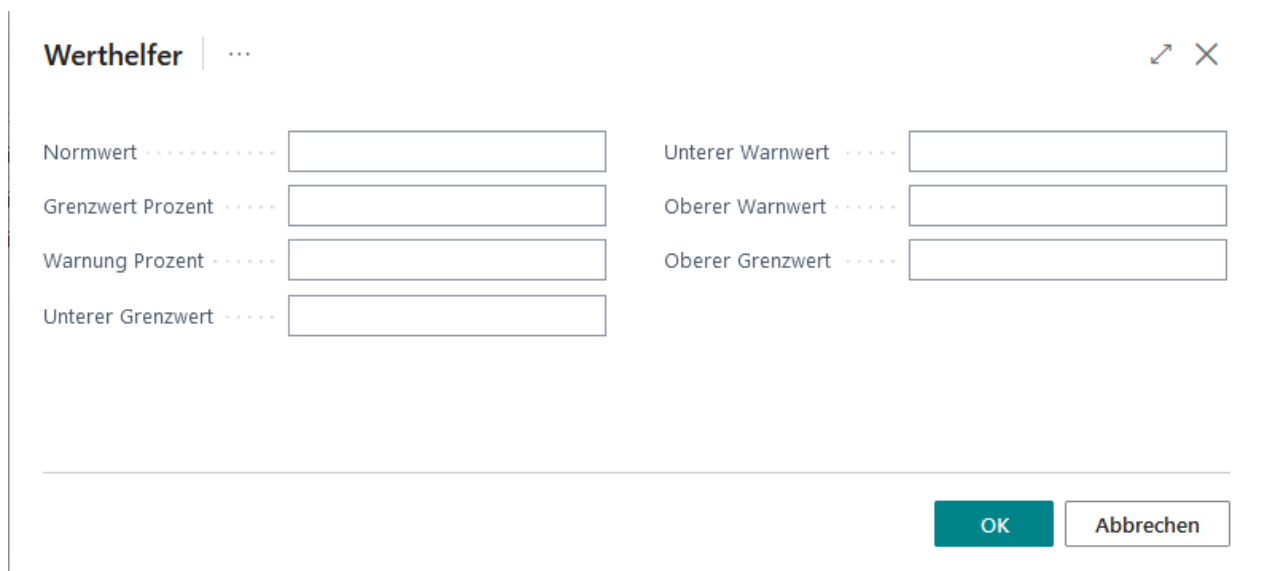 Werthelfer ...
Normwert
Grenzwert Prozent
Warnung Prozent
Unterer Grenzwert
Unterer Warnwert
Oberer Warnwert
Oberer Grenzwert
OK
Abbrechen